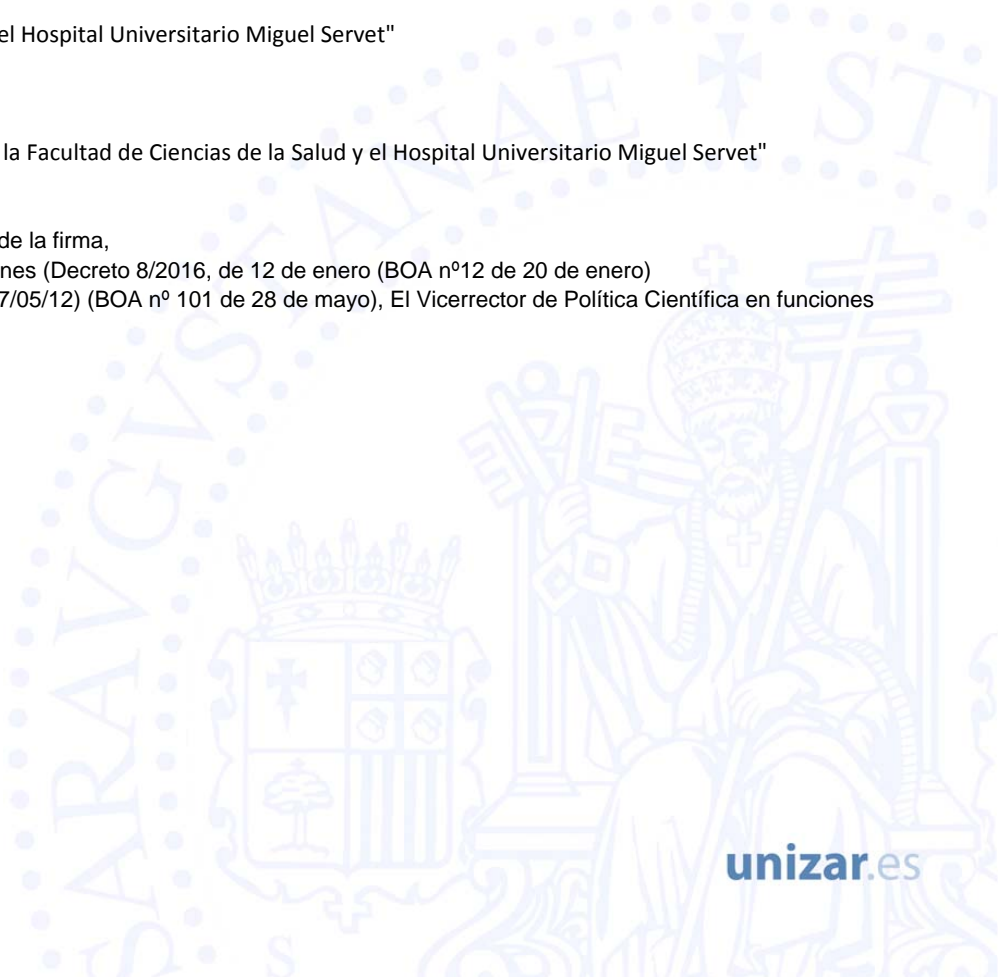 el Hospital Universitario Miguel Servet"
la Facultad de Ciencias de la Salud y el Hospital Universitario Miguel Servet"
de la firma,
nes (Decreto 8/2016, de 12 de enero (BOA nº12 de 20 de enero)
7/05/12) (BOA nº 101 de 28 de mayo), El Vicerrector de Política Científica en funciones
SARAVGVSTANAE
ST
S
unizar.es